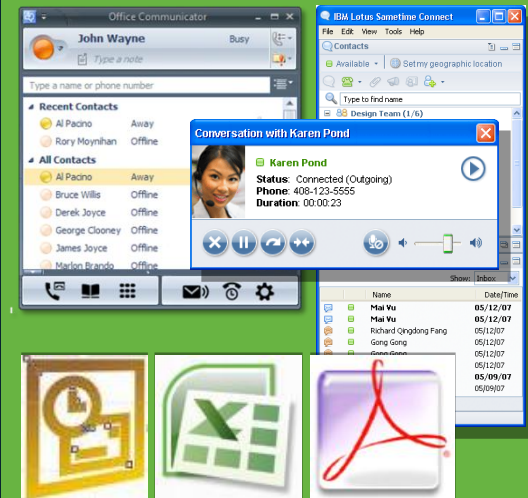 Office Communicator
John Wayne
Busy
Type a note
Type a name or phone number
Recent Contacts
Al Pacino Away
Rory Moynihan Offline
All Contacts
Al Pacino Away
Bruce Willis Offline
Derek Joyce Offline
George Clooney Offline
James Joyce Offline
Marlon Brando Offline
IBM Lotus Sametime Connect
File Edit View Tools Help
Contacts
Available
Set my geographic location
Type to find name
Design Team (1/6)
Conversation with Karen Pond
Karen Pond
Status: Connected (Outgoing)
Phone: 408-123-5555
Duration: 00:00:23
Show: Inbox
Name Date/Time
Mai Vu 05/12/07
Mai Vu 05/12/07
Richard Qingdong Fang 05/12/07
Gong Gong 05/12/07
Gong Gong 05/12/07
05/09/07
05/09/07